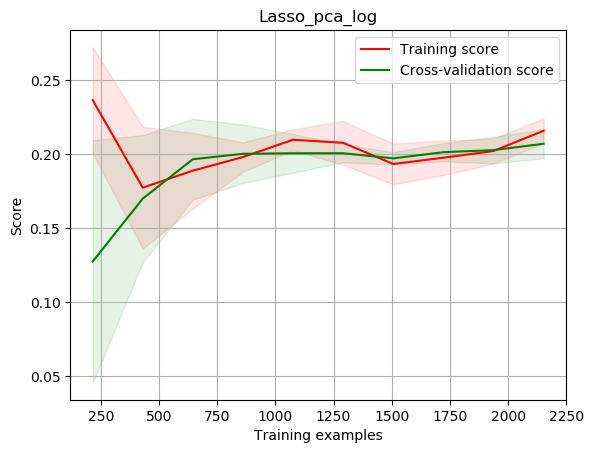 Lasso_pca_log
Training score
Cross-validation score
0.25
0.20
0.15
0.10
0.05
Score
250
500
750
1000
1250
1500
1750
2000
2250
Training examples